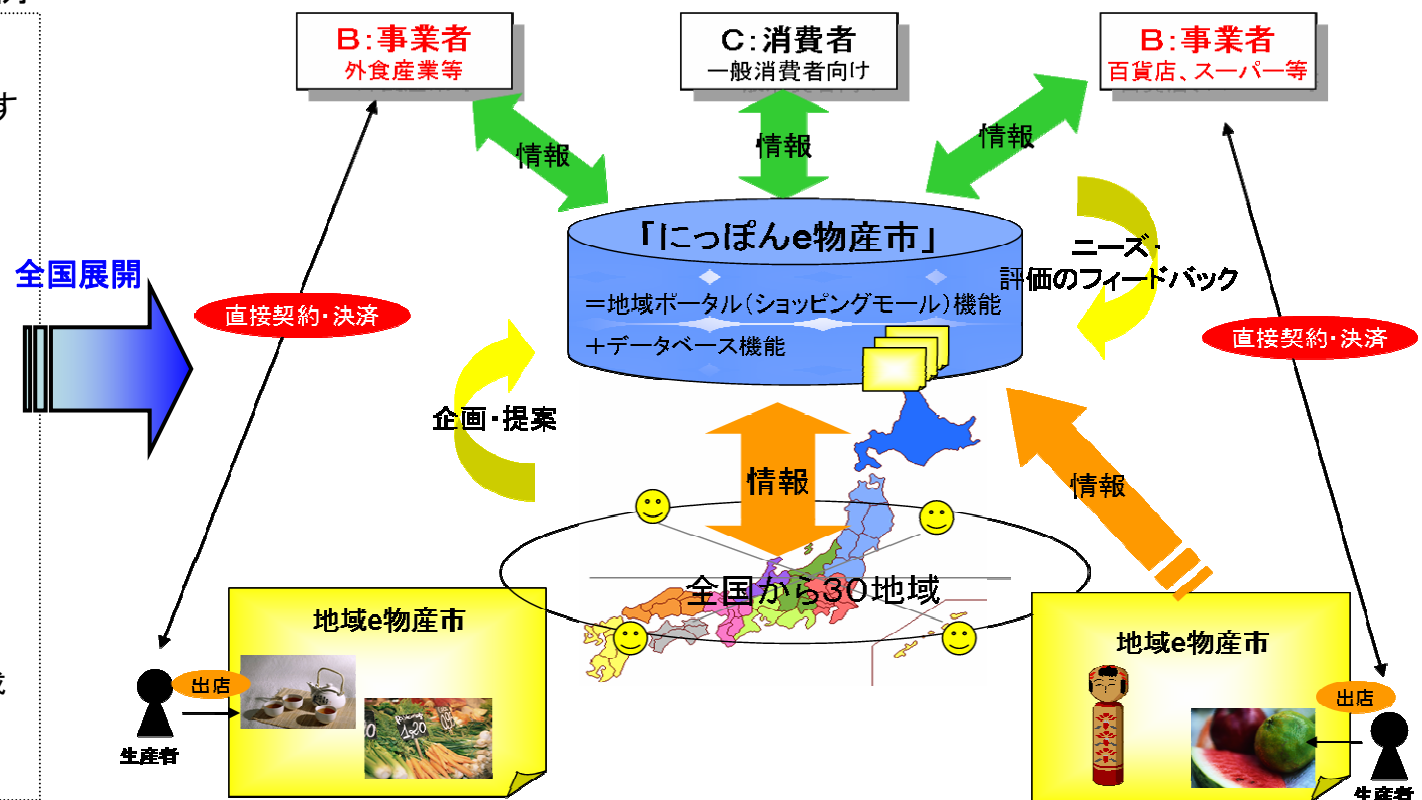 B:事業者
外食産業等
C:消費者
一般消費者向け
B:事業者
百貨店、スーパー等
す
情報
情報
情報
「にっぽんe物産市」
=地域ポータル(ショッピングモール)機能
+データベース機能
ニーズ・
評価のフィードバック
全国展開
直接契約・決済
直接契約・決済
企画・提案
情報
情報
全国から30地域
地域e物産市
地域e物産市
出店
生産者
出店
生産者
1.20